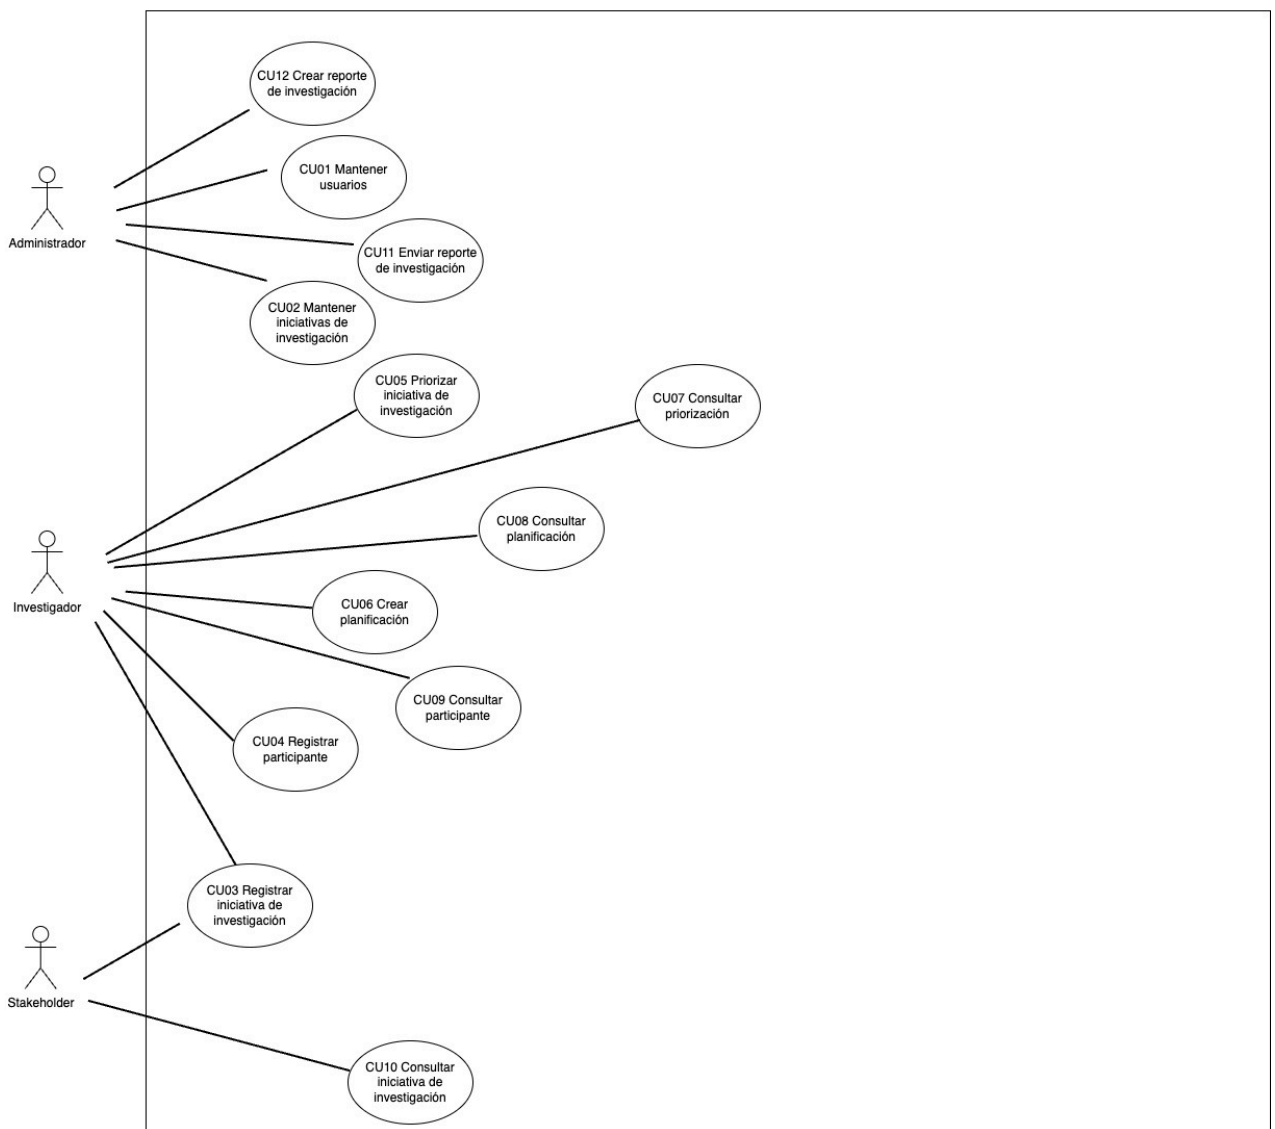 CU12 Crear reporte
de investigación
CU01 Mantener
usuarios
Administrador
CU11 Enviar reporte
de investigación
CU02 Mantener
iniciativas de
investigación
CU05 Priorizar
iniciativa de
investigación
CU07 Consultar
priorización
CU08 Consultar
planificación
Investigador
CU06 Crear
planificación
CU09 Consultar
participante
CU04 Registrar
participante
CU03 Registrar
iniciativa de
investigación
Stakeholder
CU10 Consultar
iniciativa de
investigación